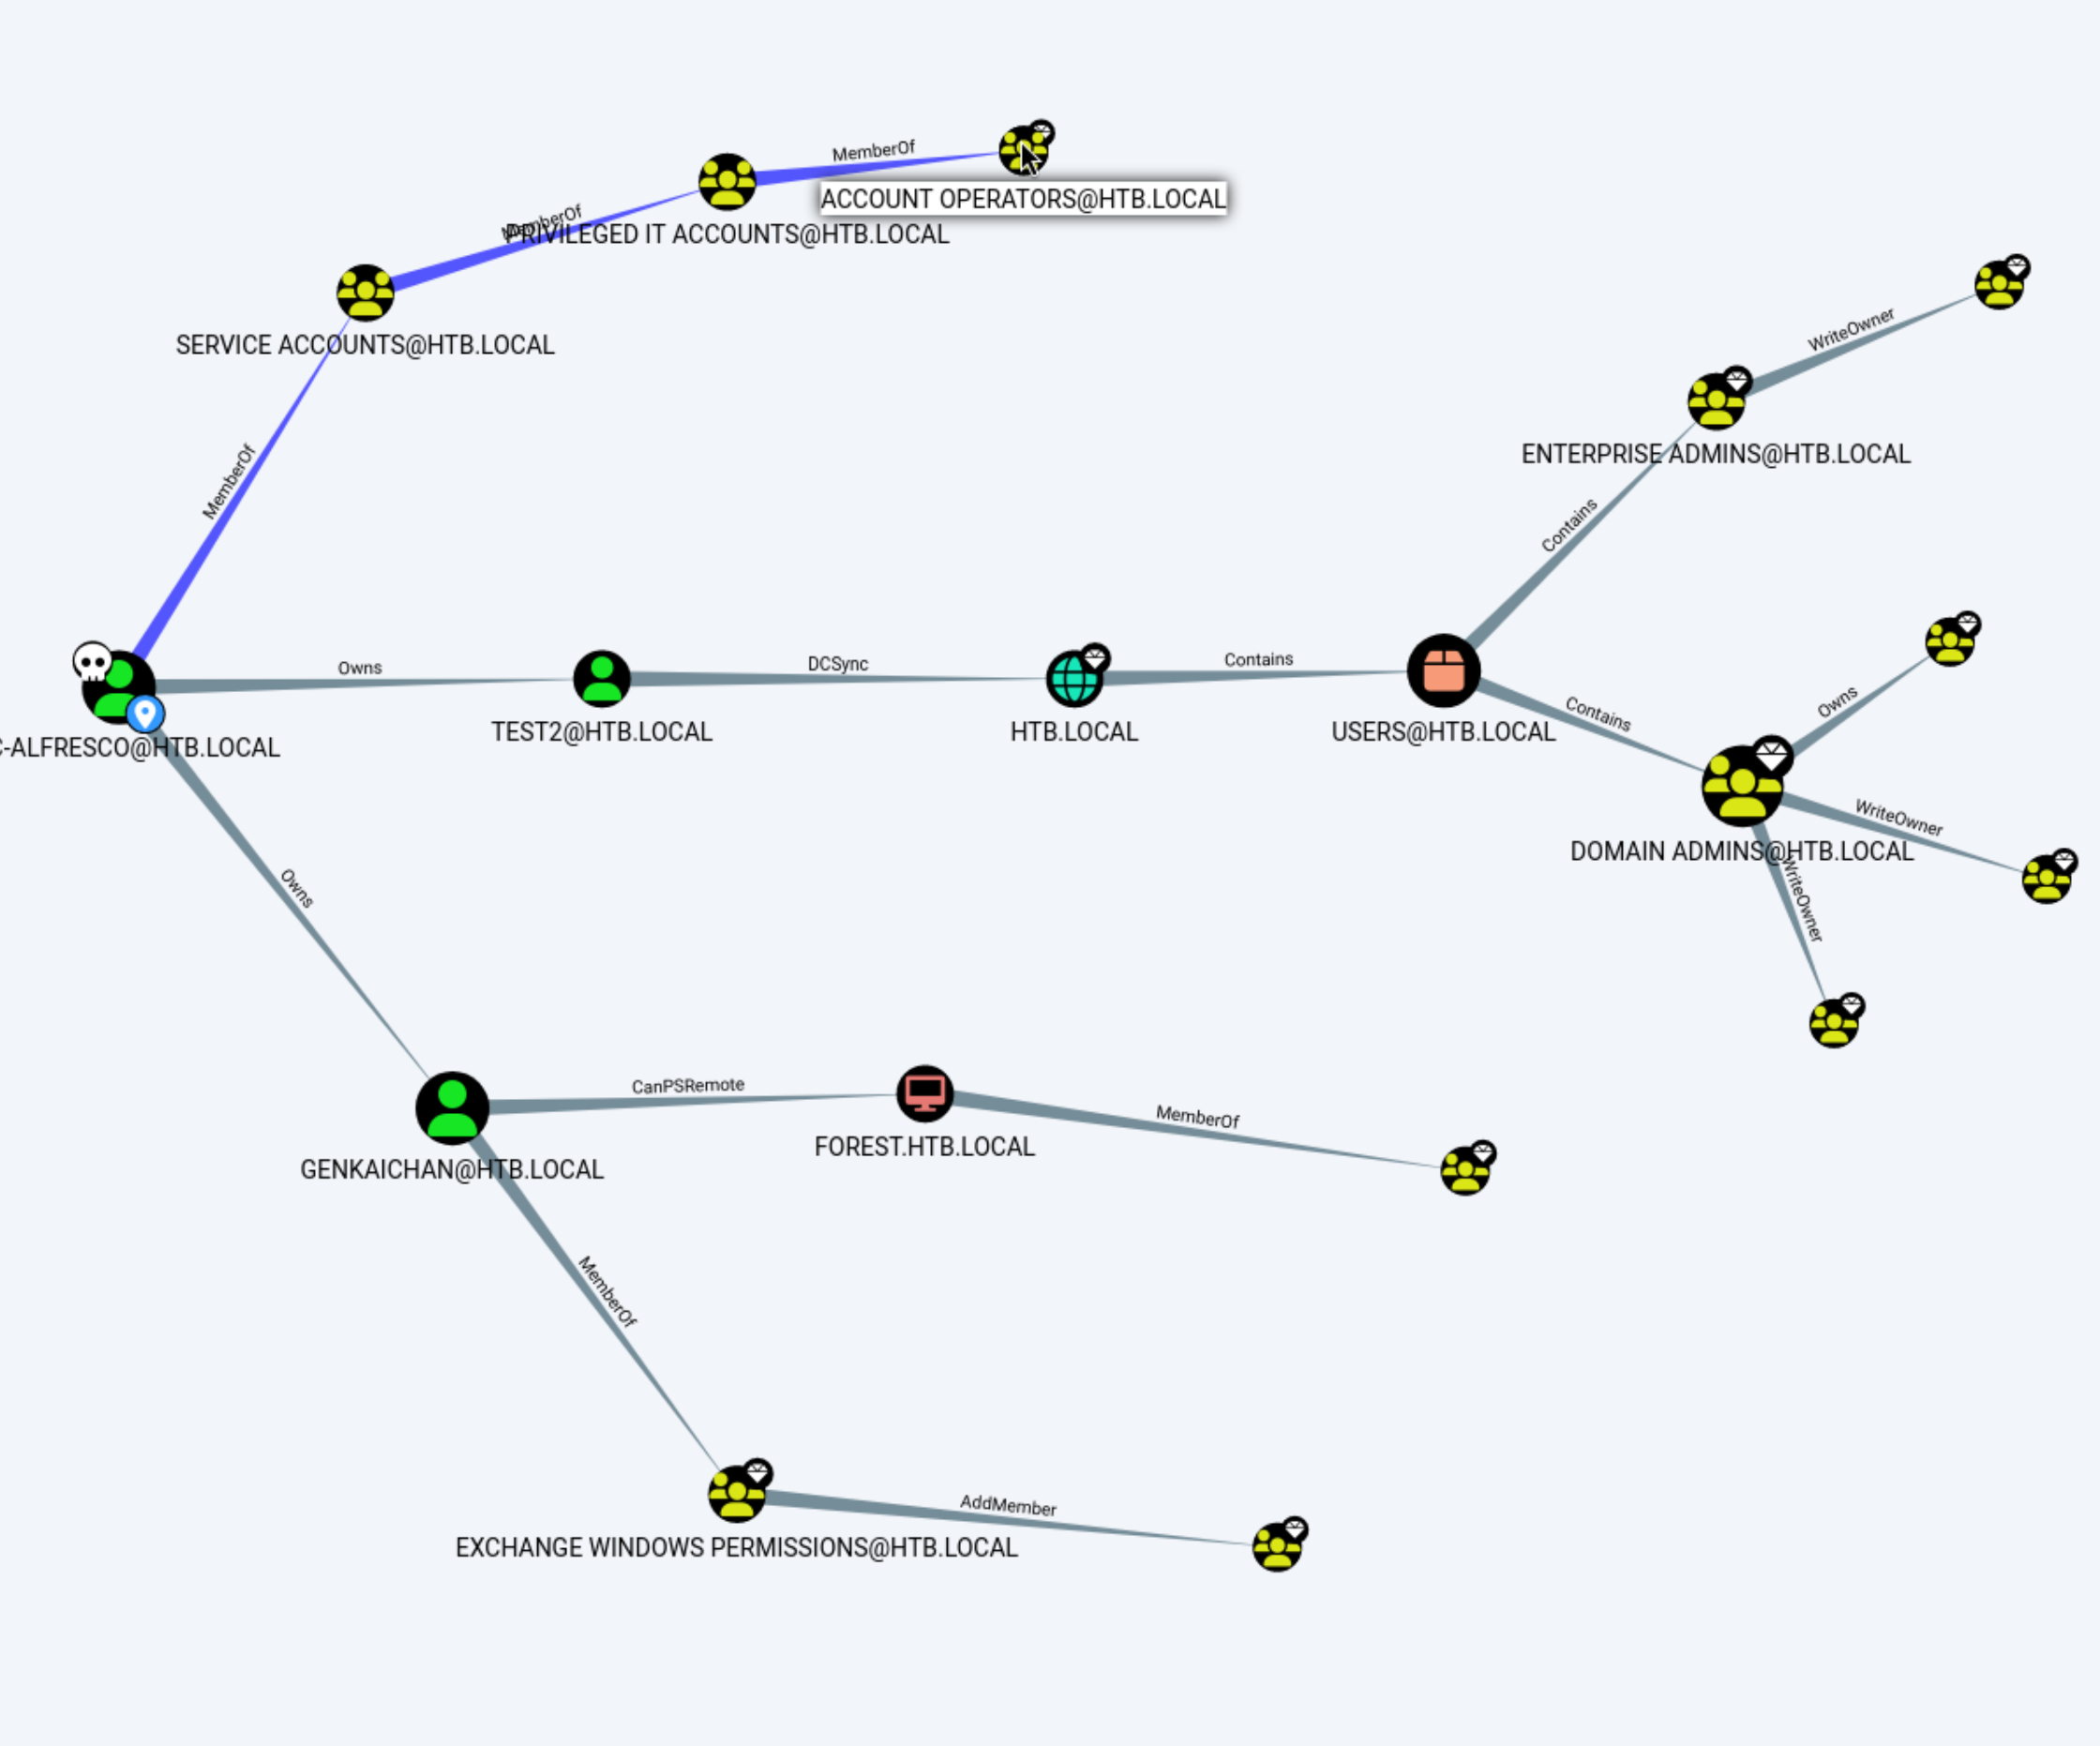 MemberOf
ACCOUNT OPERATORS@HTB.LOCAL
MemberOf
PRIVILEGED IT ACCOUNTS@HTB.LOCAL
SERVICE ACCOUNTS@HTB.LOCAL
WriteOwner
ENTERPRISE ADMINS@HTB.LOCAL
MemberOf
Contains
Owns
DCSync
Contains
Owns
Contains
C-ALFRESCO@HTB.LOCAL
TEST2@HTB.LOCAL
HTB.LOCAL
USERS@HTB.LOCAL
WriteOwner
DOMAIN ADMINS@HTB.LOCAL
WriteOwner
Owns
CanPSRemote
MemberOf
FOREST.HTB.LOCAL
GENKAICHAN@HTB.LOCAL
MemberOf
AddMember
EXCHANGE WINDOWS PERMISSIONS@HTB.LOCAL